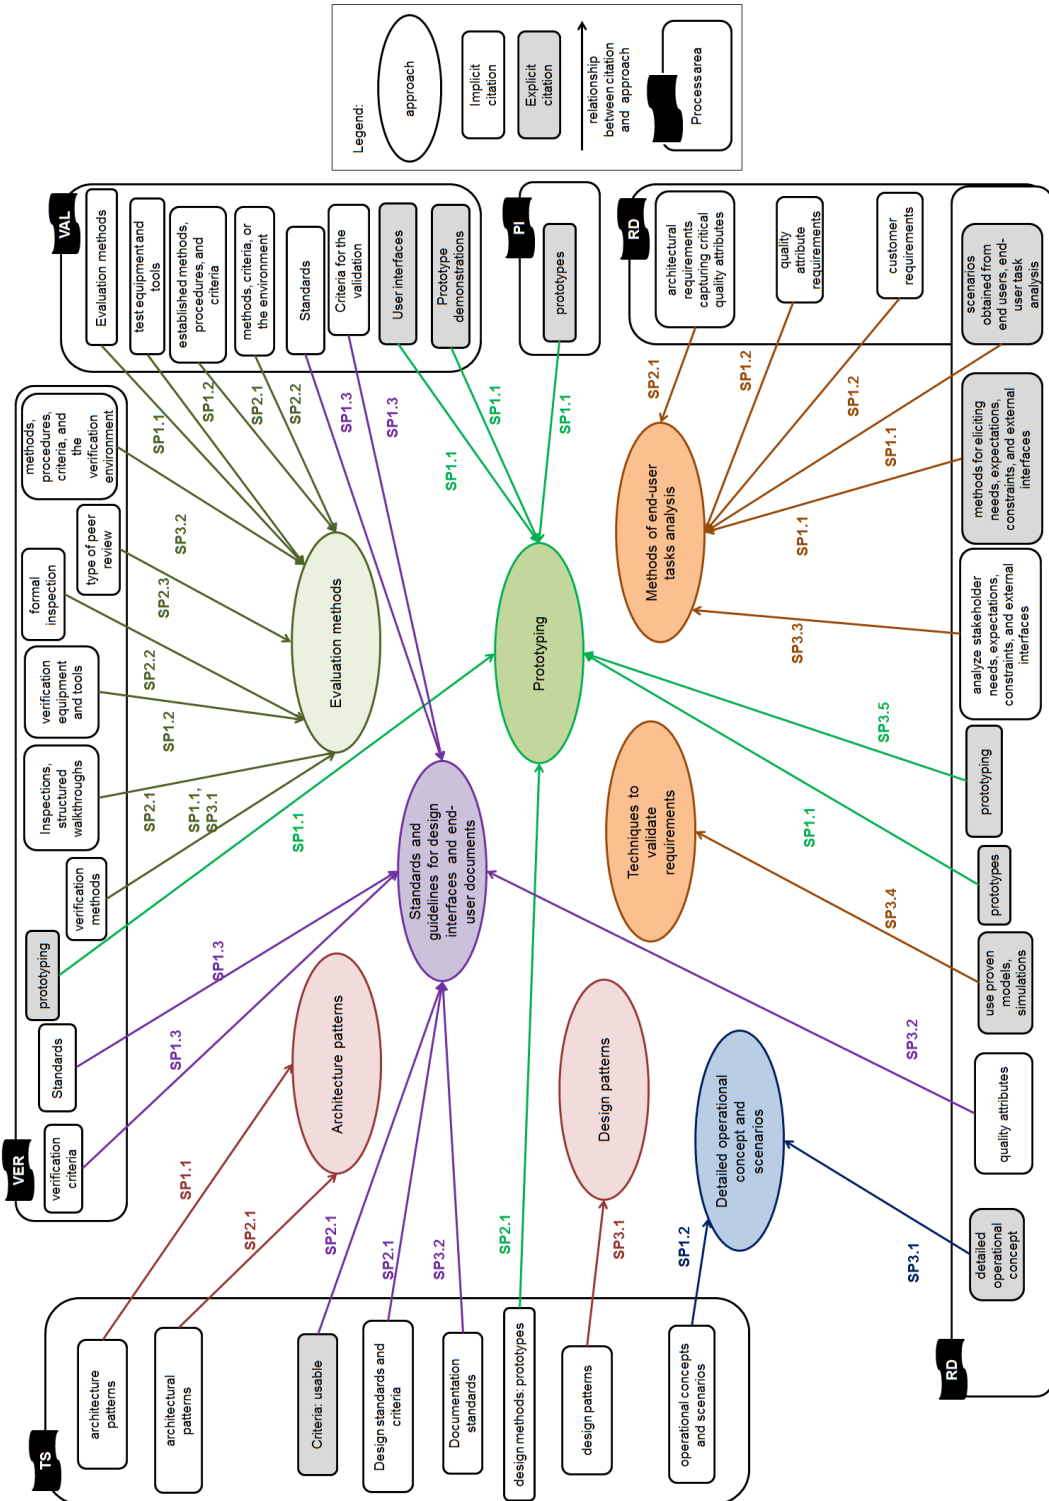 TS
architecture
patterns
architectural
patterns
Criteria: usable
Design standards and
criteria
Documentation
standards
design methods: prototypes
design patterns
operational concepts
and scenarios
VER
verification
criteria
Standards
prototyping
verification
methods
Inspections,
structured
walkthroughs
verification
equipment
and tools
formal
inspection
type of peer
review
methods,
procedures,
criteria, and
the
verification
environment
VAL
Evaluation methods
test equipment and
tools
established methods,
procedures, and
criteria
methods, criteria, or
the environment
Standards
Criteria for the
validation
User interfaces
Prototype
demonstrations
PI
prototypes
RD
architectural
requirements
capturing critical
quality attributes
quality
attribute
requirements
customer
requirements
scenarios
obtained from
end users, end-
user task
analysis
methods for eliciting
needs, expectations,
constraints, and external
interfaces
analyze stakeholder
needs, expectations,
constraints, and external
interfaces
prototyping
prototypes
use proven
models,
simulations
quality attributes
detailed
operational
concept
RD
Architecture patterns
Standards and
guidelines for design
interfaces and end-
user documents
Evaluation methods
Prototyping
Design patterns
Detailed operational
concept and
scenarios
Techniques to
validate
requirements
Methods of end-user
tasks analysis
SP1.1
SP2.1
SP2.1
SP2.1
SP3.2
SP2.1
SP3.1
SP1.2
SP1.3
SP1.3
SP1.1
SP1.1,
SP3.1
SP2.1
SP1.2
SP2.2
SP2.3
SP3.2
SP1.1
SP1.2
SP2.1
SP2.2
SP1.3
SP1.3
SP1.1
SP1.1
SP1.1
SP2.1
SP1.2
SP1.2
SP1.1
SP1.1
SP3.3
SP3.5
SP1.1
SP3.4
SP3.2
SP3.1
Legend:
approach
Implicit
citation
Explicit
citation
relationship
between citation
and approach
Process area